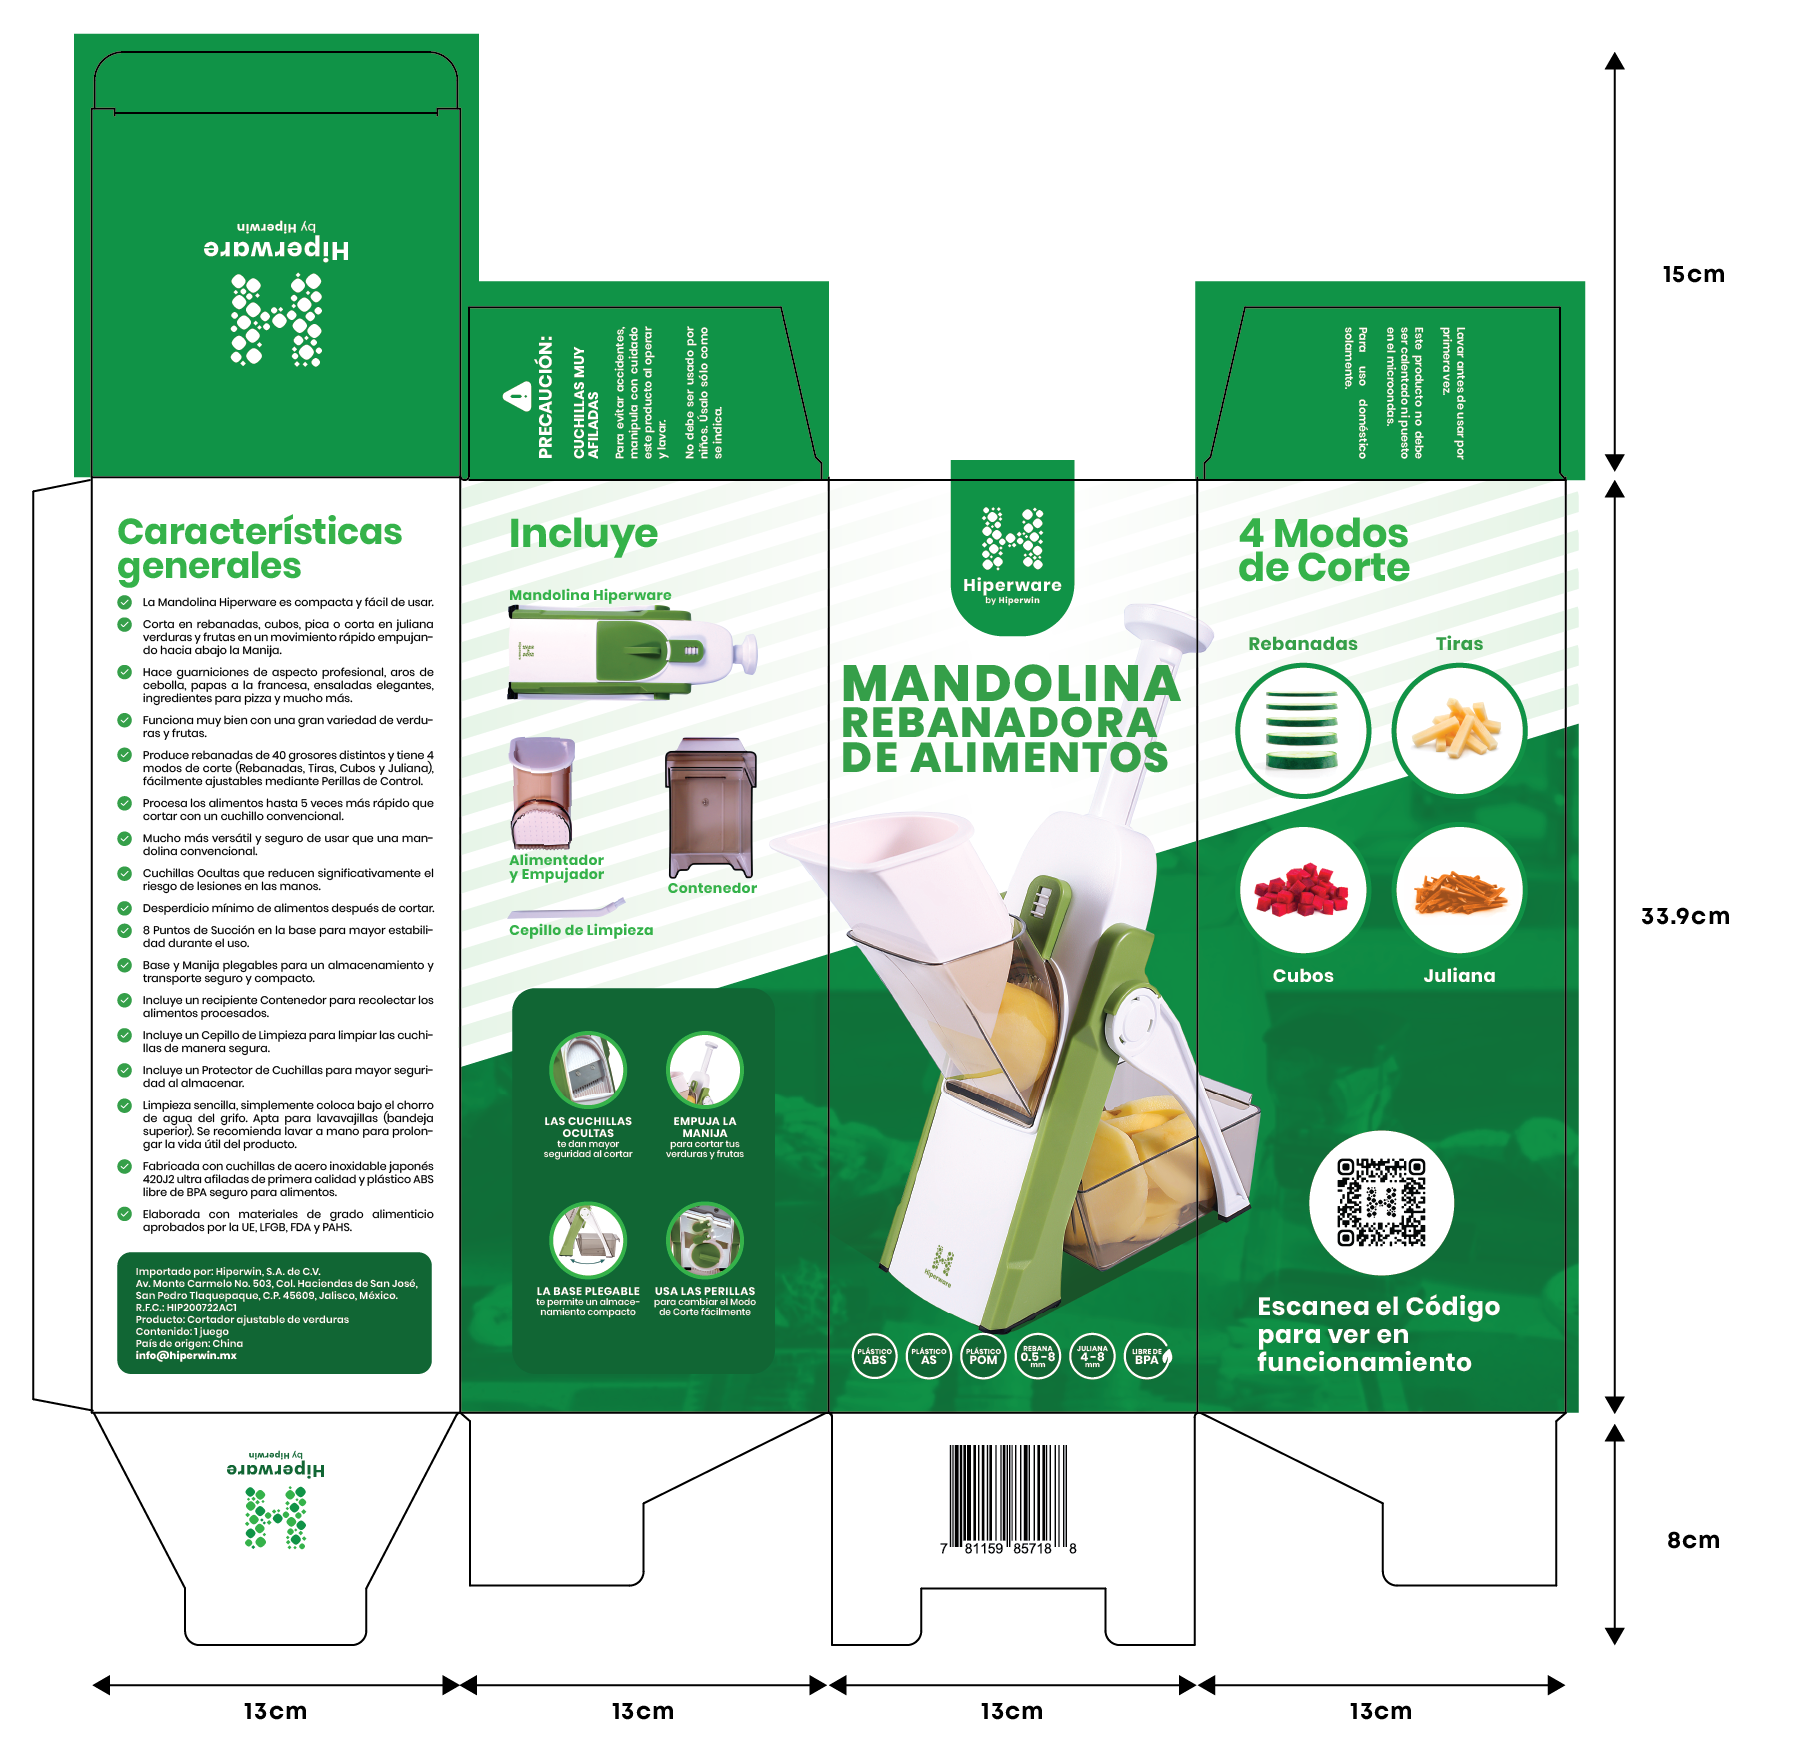 by Hiperwin
Hiperware
PRECAUCIÓN:
CUCHILLAS MUY
AFILADAS
Para evitar accidentes,
manipula con cuidado
este producto al operar
y lavar.
No debe ser usado por
niños. Úsalo sólo como
se indica.
Lavar antes de usar por
primera vez.
Este producto no debe
ser calentado ni puesto
en el microondas.
Para uso doméstico
solamente.
15cm
Características
generales
La Mandolina Hiperware es compacta y fácil de usar.
Corta en rebanadas, cubos, pica o corta en juliana
verduras y frutas en un movimiento rápido empujan-
do hacia abajo la Manija.
Hace guarniciones de aspecto profesional, aros de
cebolla, papas a la francesa, ensaladas elegantes,
ingredientes para pizza y mucho más.
Funciona muy bien con una gran variedad de verdu-
ras y frutas.
Produce rebanadas de 40 grosores distintos y tiene 4
modos de corte (Rebanadas, Tiras, Cubos y Juliana),
fácilmente ajustables mediante Perillas de Control.
Procesa los alimentos hasta 5 veces más rápido que
cortar con un cuchillo convencional.
Mucho más versátil y seguro de usar que una man-
dolina convencional.
Cuchillas Ocultas que reducen significativamente el
riesgo de lesiones en las manos.
Desperdicio mínimo de alimentos después de cortar.
8 Puntos de Succión en la base para mayor estabili-
dad durante el uso.
Base y Manija plegables para un almacenamiento y
transporte seguro y compacto.
Incluye un recipiente Contenedor para recolectar los
alimentos procesados.
Incluye un Cepillo de Limpieza para limpiar las cuchi-
llas de manera segura.
Incluye un Protector de Cuchillas para mayor seguri-
dad al almacenar.
Limpieza sencilla, simplemente coloca bajo el chorro
de agua del grifo. Apta para lavavajillas (bandeja
superior). Se recomienda lavar a mano para prolon-
gar la vida útil del producto.
Fabricada con cuchillas de acero inoxidable japonés
420J2 ultra afiladas de primera calidad y plástico ABS
libre de BPA seguro para alimentos.
Elaborada con materiales de grado alimenticio
aprobados por la UE, LFGB, FDA y PAHS.
Importado por: Hiperwin, S.A. de C.V.
Av. Monte Carmelo No. 503, Col. Haciendas de San José,
San Pedro Tlaquepaque, C.P. 45609, Jalisco, México.
R.F.C.: HIP200722AC1
Producto: Cortador ajustable de verduras
Contenido: 1 juego
País de origen: China
info@hiperwin.mx
Incluye
Mandolina Hiperware
Alimentador
y Empujador
Contenedor
Cepillo de Limpieza
LAS CUCHILLAS
OCULTAS
te dan mayor
seguridad al cortar
EMPUJA LA
MANIJA
para cortar tus
verduras y frutas
LA BASE PLEGABLE
te permite un almace-
namiento compacto
USA LAS PERILLAS
para cambiar el Modo
de Corte fácilmente
Hiperware
by Hiperwin
MANDOLINA
REBANADORA
DE ALIMENTOS
Hiperware
PLÁSTICO
ABS
PLÁSTICO
AS
PLÁSTICO
POM
REBANA
0.5-8
mm
JULIANA
4-8
mm
LIBRE DE
BPA
4 Modos
de Corte
Rebanadas
Tiras
Cubos
Juliana
Escanea el Código
para ver en
funcionamiento
33.9cm
by Hiperwin
Hiperware
7 81159 85718 8
8cm
13cm
13cm
13cm
13cm